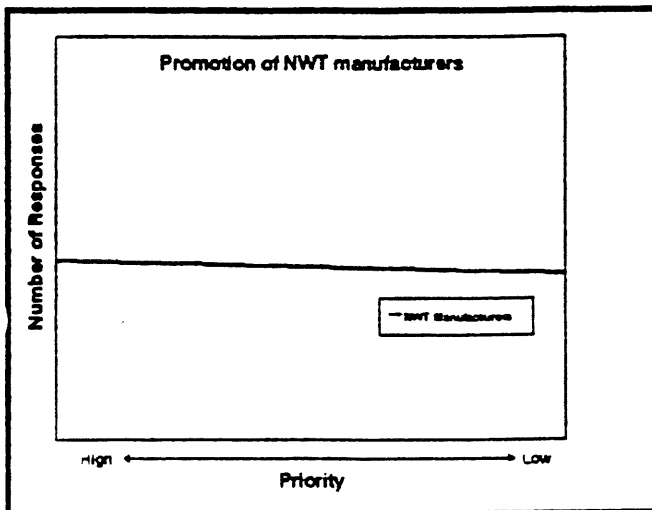 Promotion of NWT manufacturers
Number of Responses
NWT Manufacturers
High Low
Priority